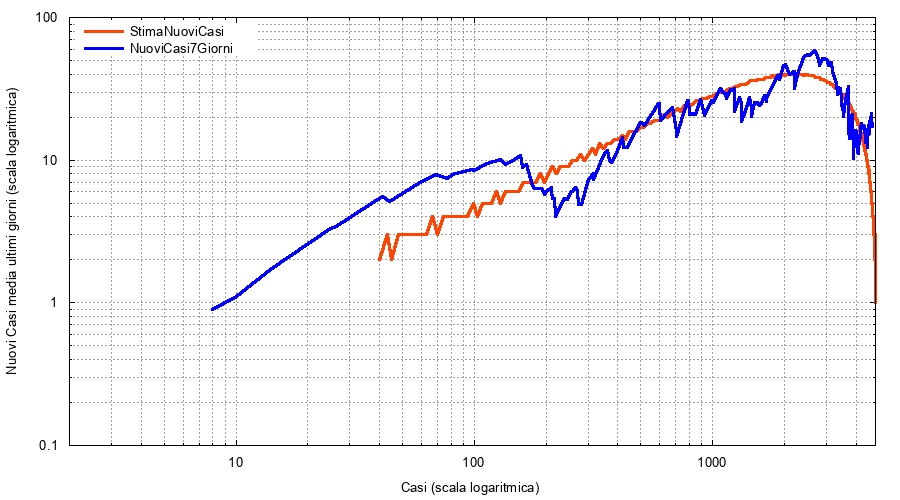 100
StimaNuoviCasi
NuoviCasi7Giorni
10
1
0.1
10
100
1000
Nuovi Casi media ultimi giorni (scala logaritmica)
Casi (scala logaritmica)